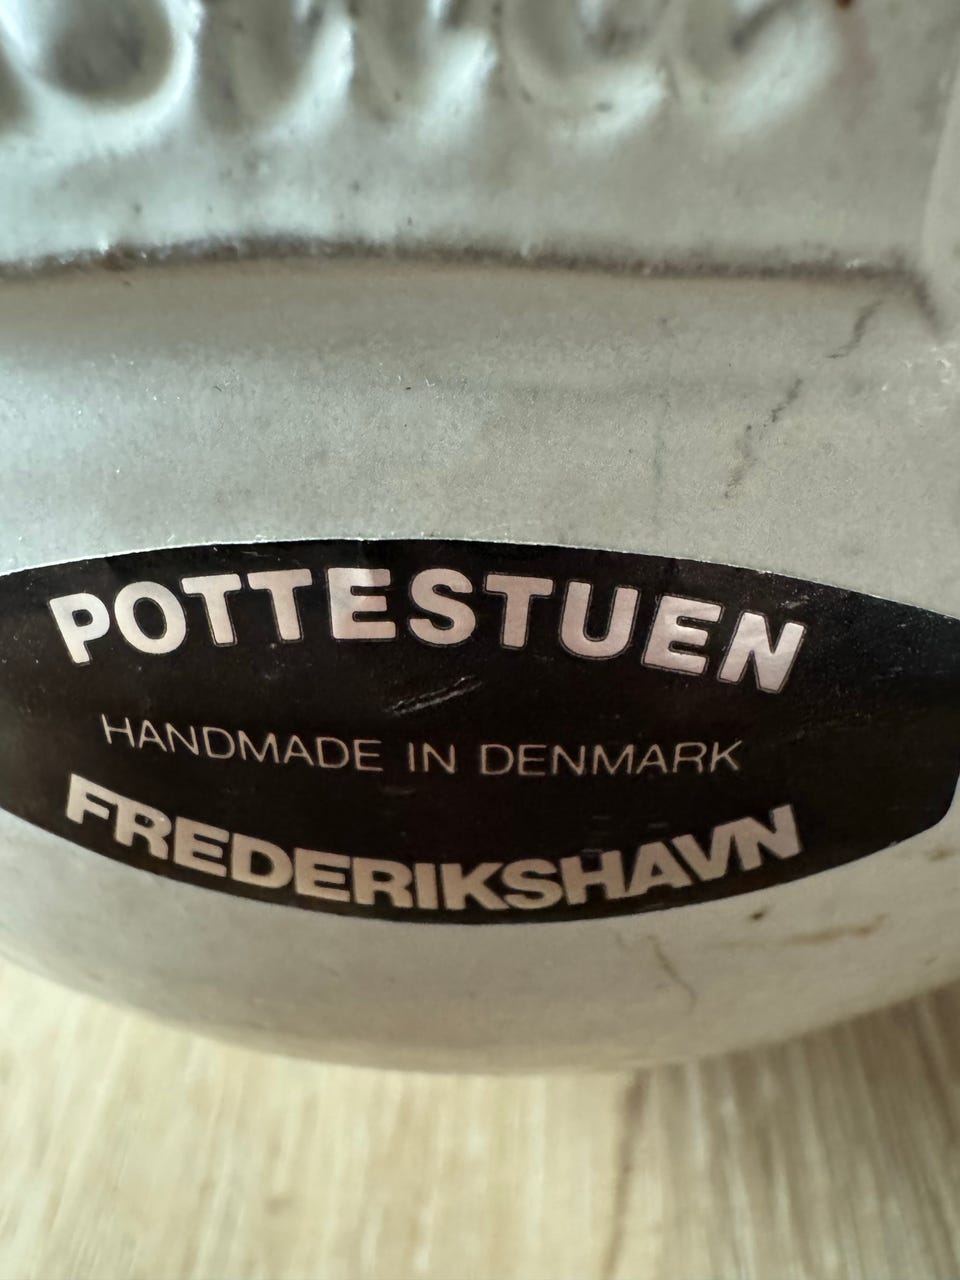 POTTESTUEN
HANDMADE IN DENMARK
FREDERIKSHAVN